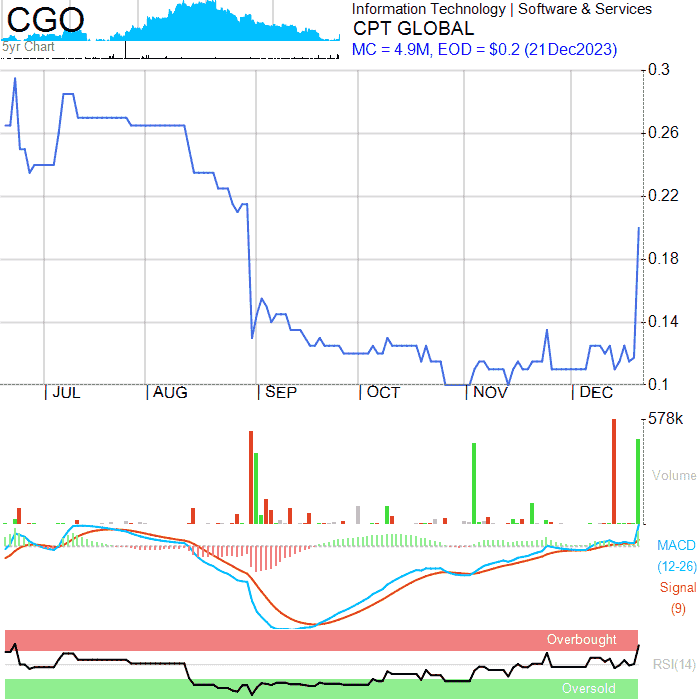 CGO
5yr Chart
Information Technology | Software & Services
CPT GLOBAL
MC = 4.9M, EOD = $0.2 (21Dec2023)
0.3
0.26
0.22
0.18
0.14
0.1
| JUL | AUG | SEP | OCT | NOV | DEC
578k
Volume
MACD
(12-26)
Signal
(9)
Overbought
RSI(14)
Oversold